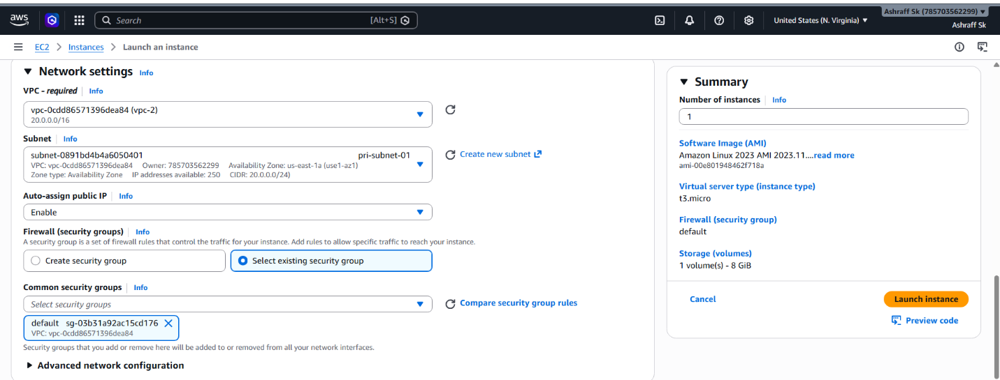 aws
Search [Alt+S]
United States (N. Virginia)
Ashraff Sk (785703562299)
Ashraff Sk
EC2 > Instances > Launch an instance
Network settings Info
VPC - required Info
vpc-0cdd86571396dea84 (vpc-2)
20.0.0.0/16
Subnet Info
subnet-0891bd4b4a6050401 pri-subnet-01
VPC: vpc-0cdd86571396dea84 Owner: 785703562299 Availability Zone: us-east-1a (use1-az1)
Zone type: Availability Zone IP addresses available: 250 CIDR: 20.0.0.0/24)
Create new subnet
Auto-assign public IP Info
Enable
Firewall (security groups) Info
A security group is a set of firewall rules that control the traffic for your instance. Add rules to allow specific traffic to reach your instance.
Create security group
Select existing security group
Common security groups Info
Select security groups
Compare security group rules
default sg-03b31a92ac15cd176
VPC: vpc-0cdd86571396dea84
Security groups that you add or remove here will be added to or removed from all your network interfaces.
Advanced network configuration
Summary
Number of instances Info
1
Software Image (AMI)
Amazon Linux 2023 AMI 2023.11....read more
ami-00e801948462f718a
Virtual server type (instance type)
t3.micro
Firewall (security group)
default
Storage (volumes)
1 volume(s) - 8 GiB
Cancel
Launch instance
Preview code